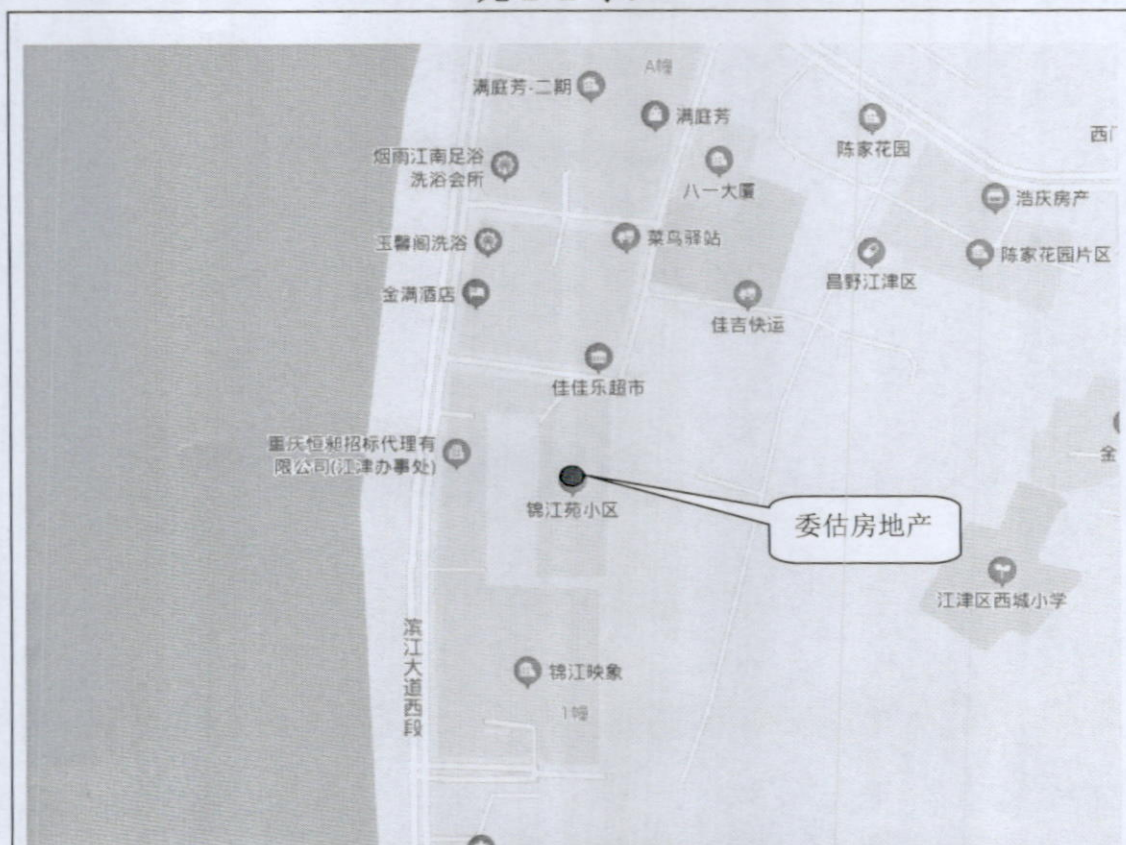 A幢
满庭芳·二期
满庭芳
陈家花园
西门
烟雨江南足浴
洗浴会所
八一大厦
浩庆房产
玉馨阁洗浴
菜鸟驿站
陈家花园片区
昌野江津区
金满酒店
佳吉快运
佳佳乐超市
重庆恒昶招标代理有
限公司(江津办事处)
金
锦江苑小区
委估房地产
江津区西城小学
滨江大道西段
锦江映象
1幢